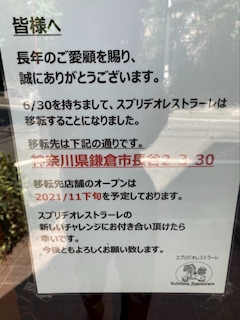 皆様へ
長年のご愛顧を賜り、
誠にありがとうございます。
6/30を持ちまして、スプリデオレストラーレは
移転することになりました。
移転先は下記の通りです。
神奈川県鎌倉市長谷2-3-30
移転先店舗のオープンは
2021/11下旬を予定しております。
スプリデオレストラーレの
新しいチャレンジにお付き合い頂けたら
幸いです。
今後ともよろしくお願い致します。
スプリデオレストラーレ